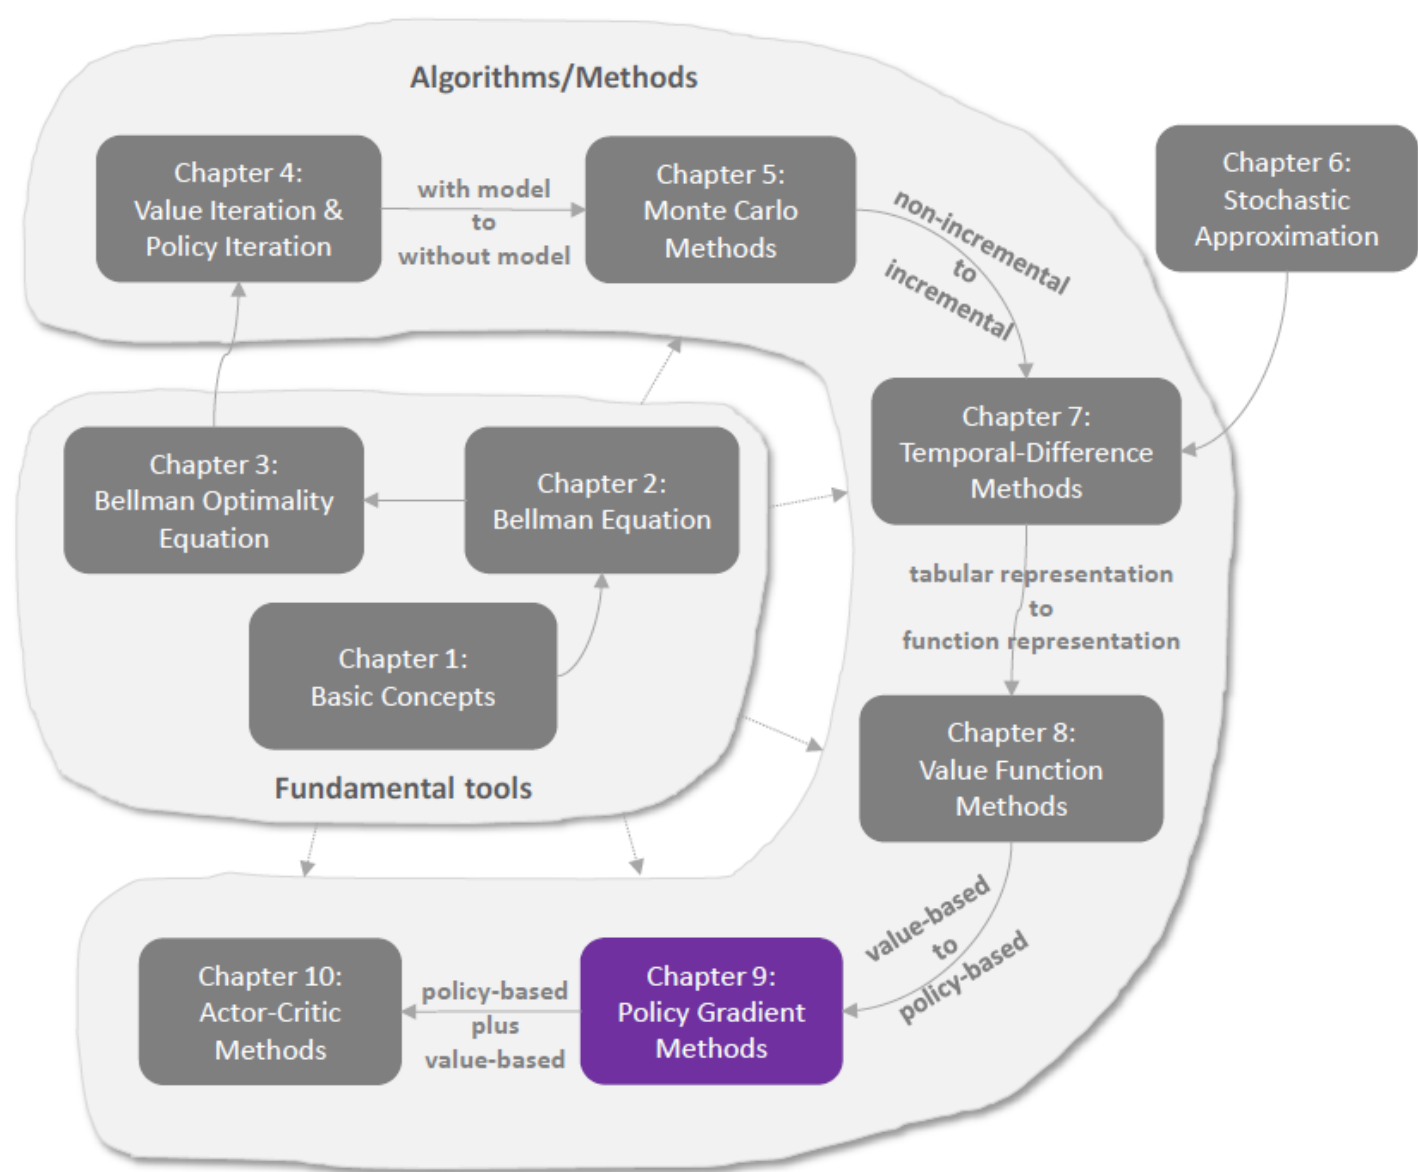 Algorithms/Methods
Chapter 4:
Value Iteration &
Policy Iteration
with model
to
without model
Chapter 5:
Monte Carlo
Methods
non-incremental
to
incremental
Chapter 6:
Stochastic
Approximation
Chapter 3:
Bellman Optimality
Equation
Chapter 2:
Bellman Equation
Chapter 1:
Basic Concepts
Fundamental tools
Chapter 7:
Temporal-Difference
Methods
tabular representation
to
function representation
Chapter 8:
Value Function
Methods
value-based
to
policy-based
Chapter 9:
Policy Gradient
Methods
policy-based
plus
value-based
Chapter 10:
Actor-Critic
Methods